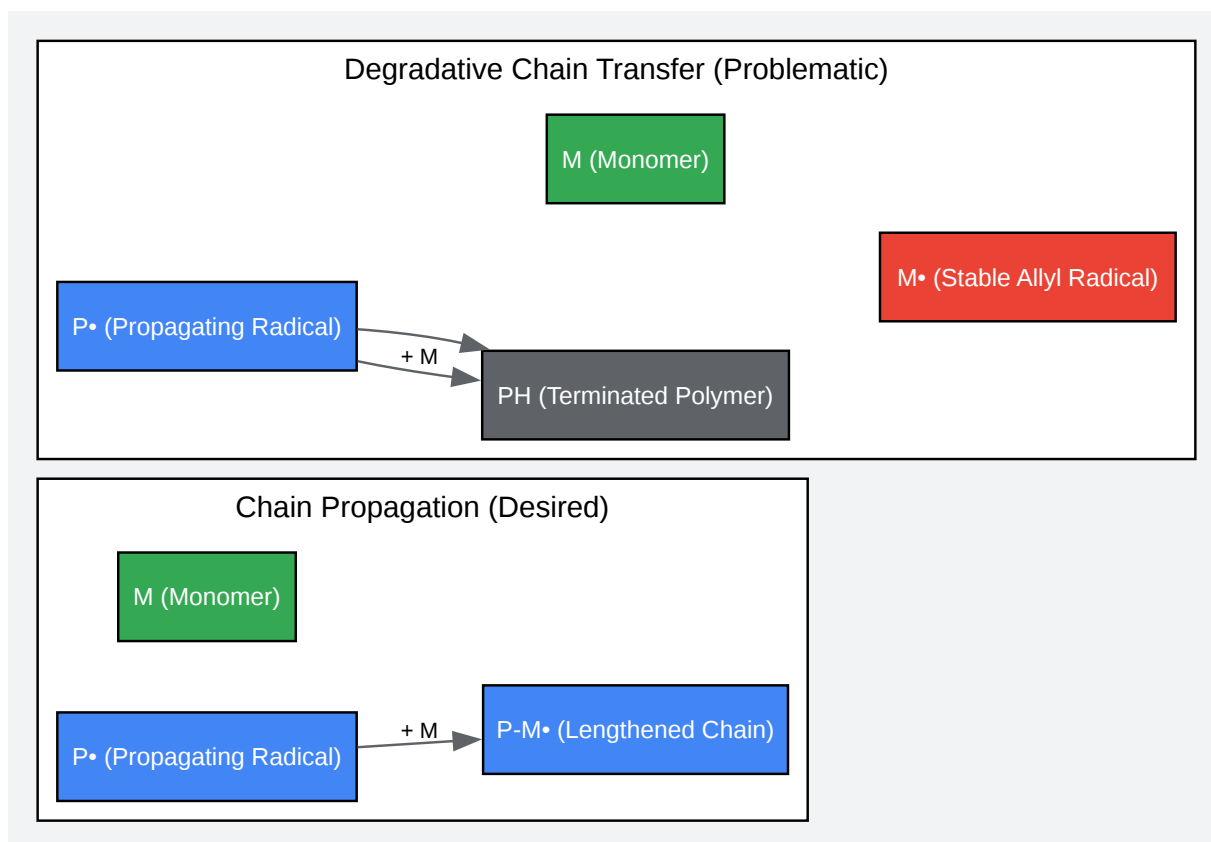 Degradative Chain Transfer (Problematic)
M (Monomer)
M• (Stable Allyl Radical)
P• (Propagating Radical)
+ M
PH (Terminated Polymer)
Chain Propagation (Desired)
M (Monomer)
P• (Propagating Radical)
+ M
P-M• (Lengthened Chain)